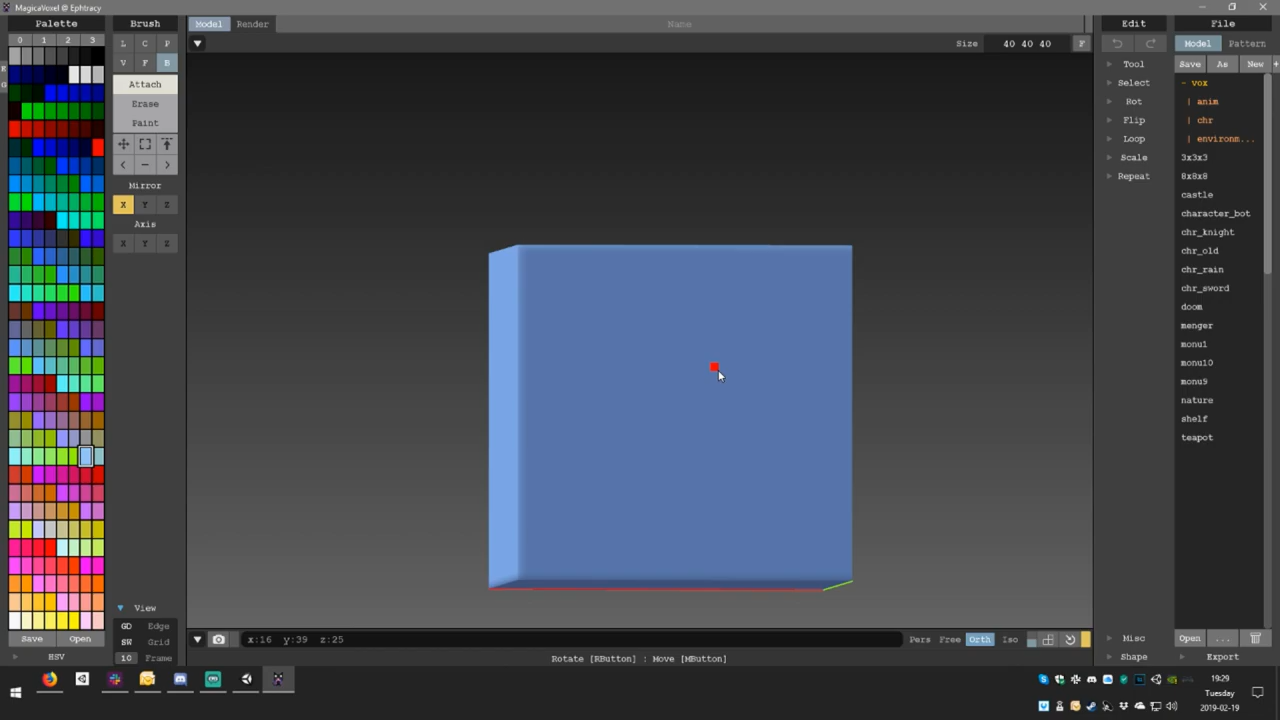 MagicaVoxel @ Ephtracy
Palette
Brush
Model
Render
Name
Edit
File
0 1 2 3
L C P
Size 40 40 40 F
Model Pattern
V F B
Tool
Save As New +
Attach
Select
- vox
Erase
Rot
| anim
Paint
Flip
| chr
Loop
| environm...
< - >
Scale
3x3x3
Mirror
Repeat
8x8x8
X Y Z
castle
Axis
character_bot
X Y Z
chr_knight
chr_old
chr_rain
chr_sword
doom
menger
monu1
monu10
monu9
nature
shelf
teapot
View
GD Edge
Save Open
SW Grid
x:16 y:39 z:25
Pers Free Orth Iso
Misc
Open ...
HSV
10 Frame
Rotate [RButton] : Move [MButton]
Shape
Export
19:29
Tuesday
2019-02-19